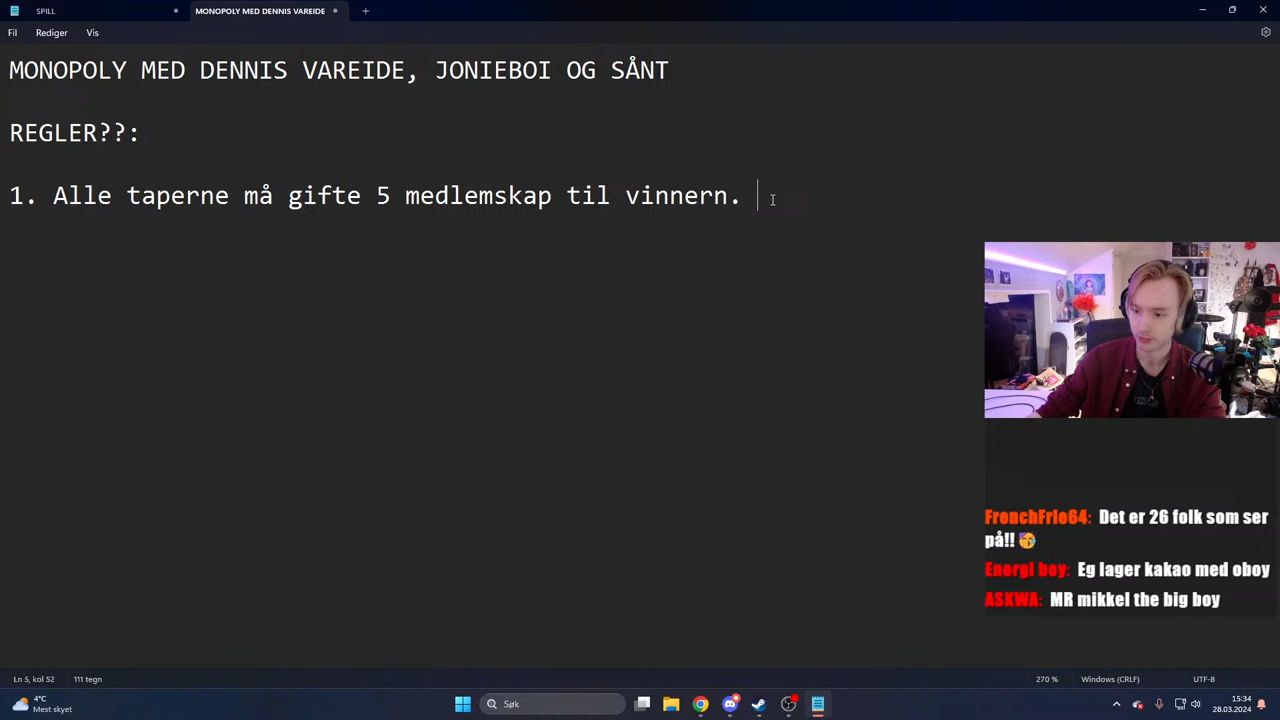 SPILL
MONOPOLY MED DENNIS VAREIDE
Fil Rediger Vis
MONOPOLY MED DENNIS VAREIDE, JONIEBOI OG SÅNT
REGLER??:
1. Alle taperne må gifte 5 medlemskap til vinnern.
FrenchFrie64: Det er 26 folk som ser
på!! 🥳
Energi boy: Eg lager kakao med oboy
ASKWA: MR mikkel the big boy
Ln 5, kol 52 111 tegn 270 % Windows (CRLF) UTF-8
4°C
Mest skyet
Søk
15:34
28.03.2024